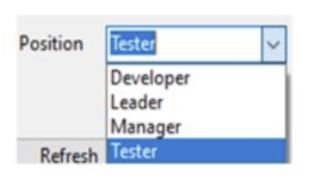 Position Tester
Developer
Leader
Manager
Refresh Tester